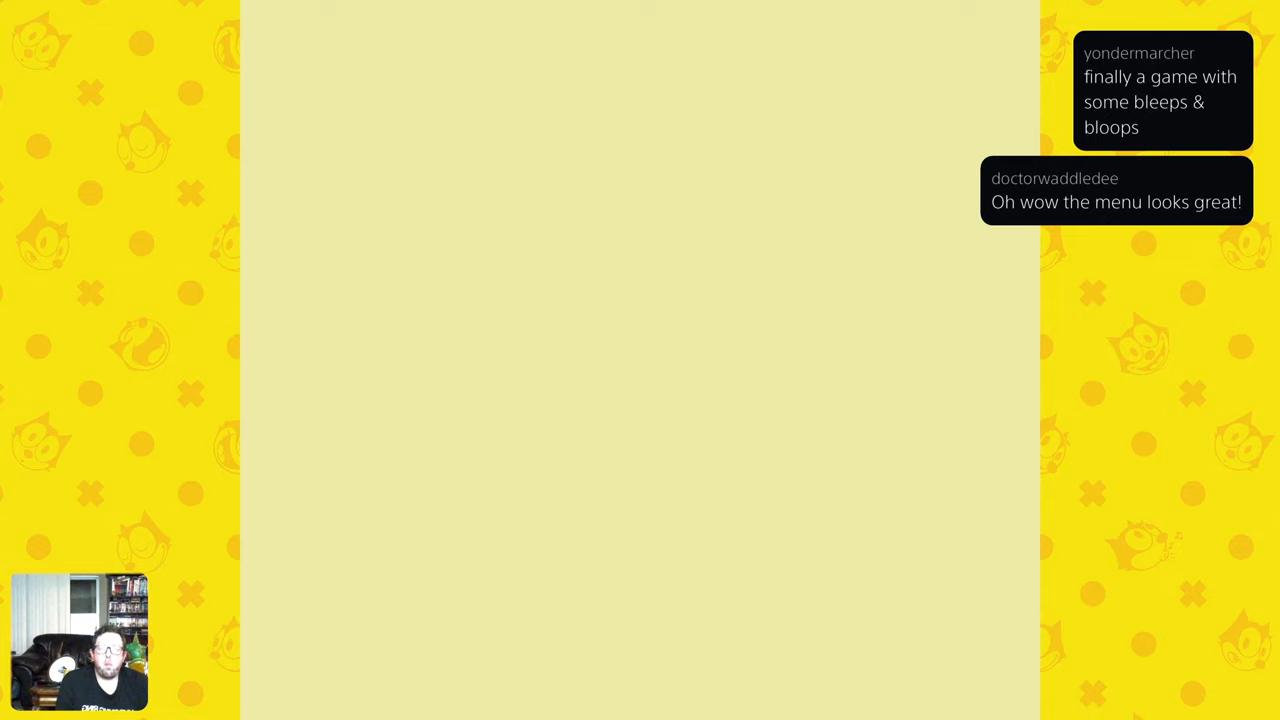 yondermarcher
finally a game with
some bleeps &
bloops
doctorwaddledee
Oh wow the menu looks great!